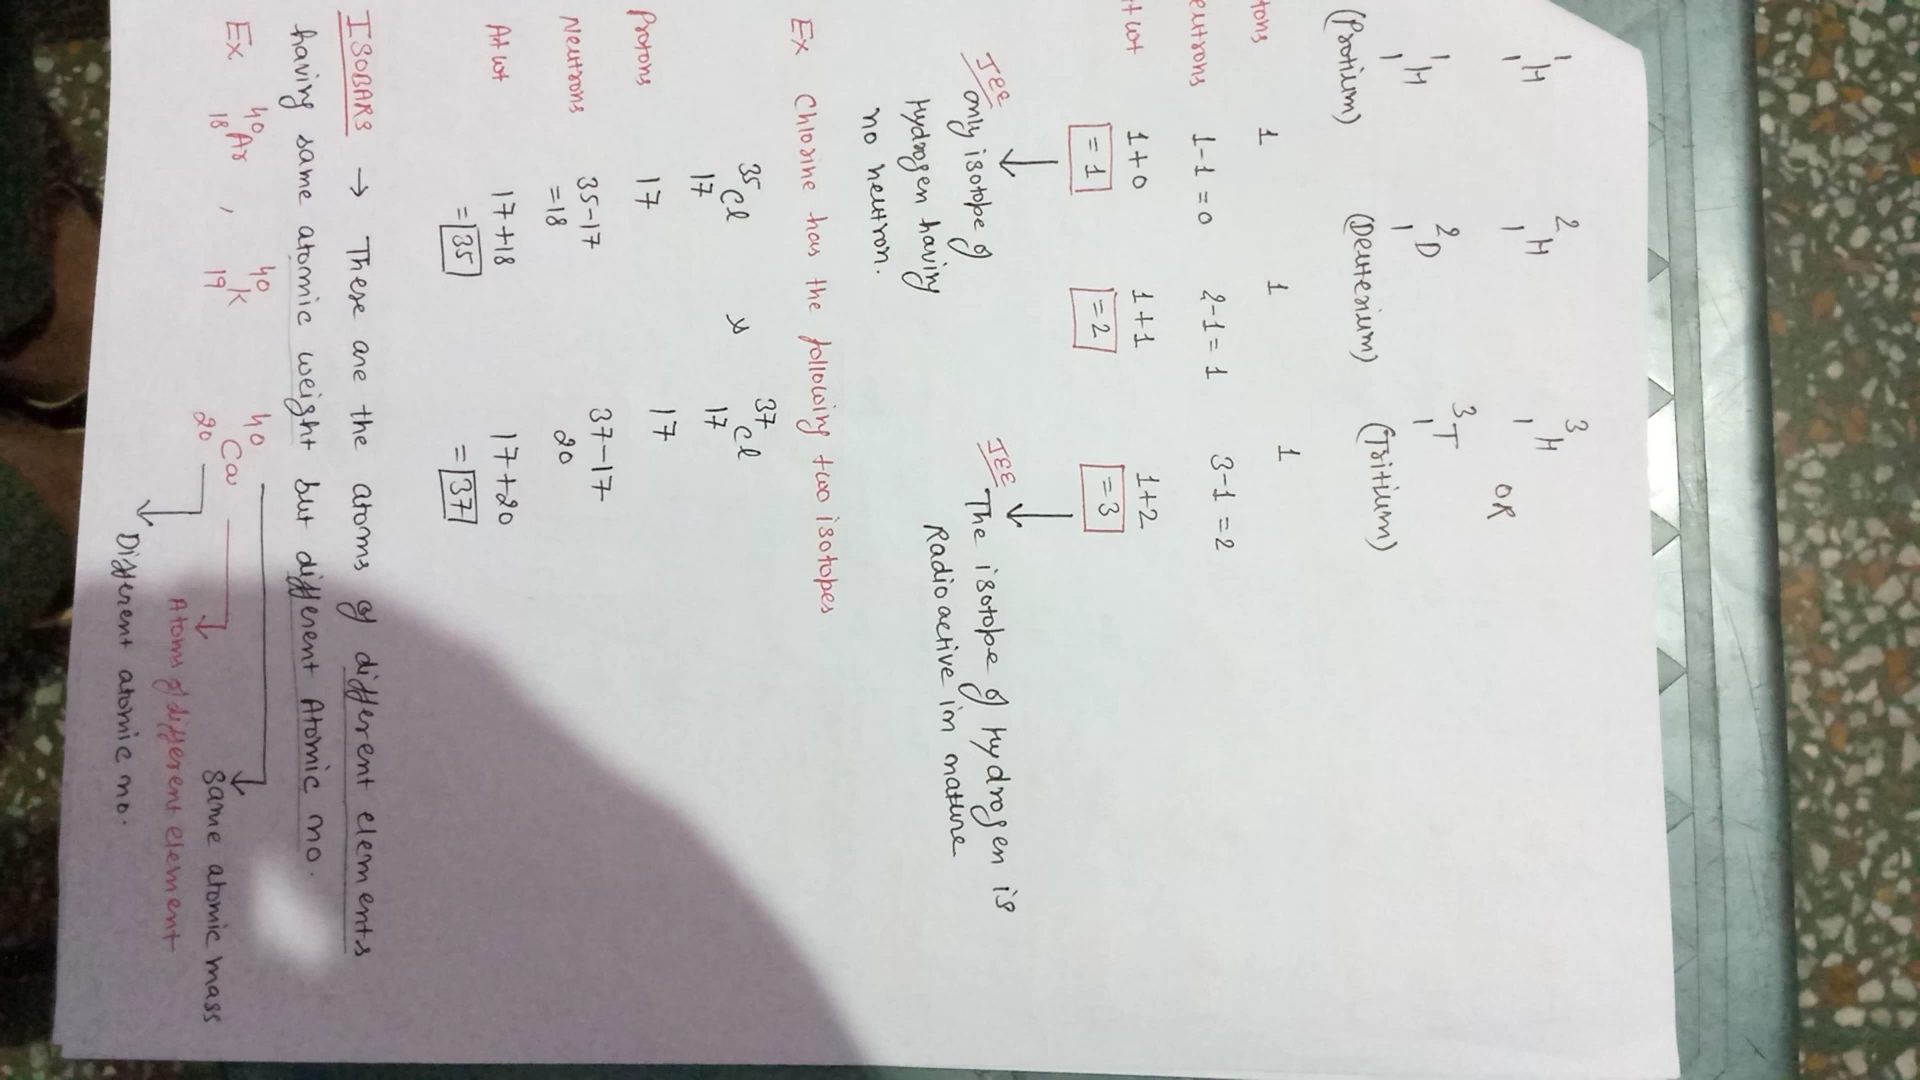 ¹₁H ²₁H ³₁H OR
¹₁H ²₁D ³₁T
(Protium) (Deuterium) (Tritium)
tons 1 1 1
eutrons 1-1=0 2-1=1 3-1=2
t wt 1+0 1+1 1+2
=1 =2 =3
JEE ↓ JEE ↓
only isotope of The isotope of Hydrogen is
Hydrogen having Radioactive in nature
no neutron.
Ex Chlorine has the following two isotopes
³⁵₁₇Cl & ³⁷₁₇Cl
Protons 17 17
Neutrons 35-17 37-17
=18 20
At wt 17+18 17+20
=35 =37
ISOBARS → These are the atoms of different elements
having same atomic weight but different Atomic no.
Ex ⁴⁰₁₈Ar , ⁴⁰₁₉K ⁴⁰₂₀Ca
same atomic mass
Atoms of different element
Different atomic no.